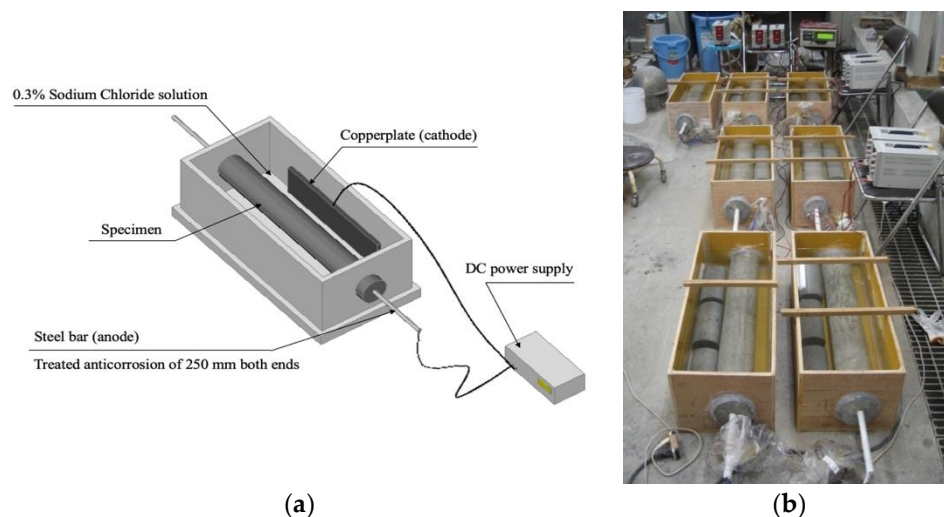 0.3% Sodium Chloride solution
Copperplate (cathode)
Specimen
DC power supply
Steel bar (anode)
Treated anticorrosion of 250 mm both ends
(a)
(b)